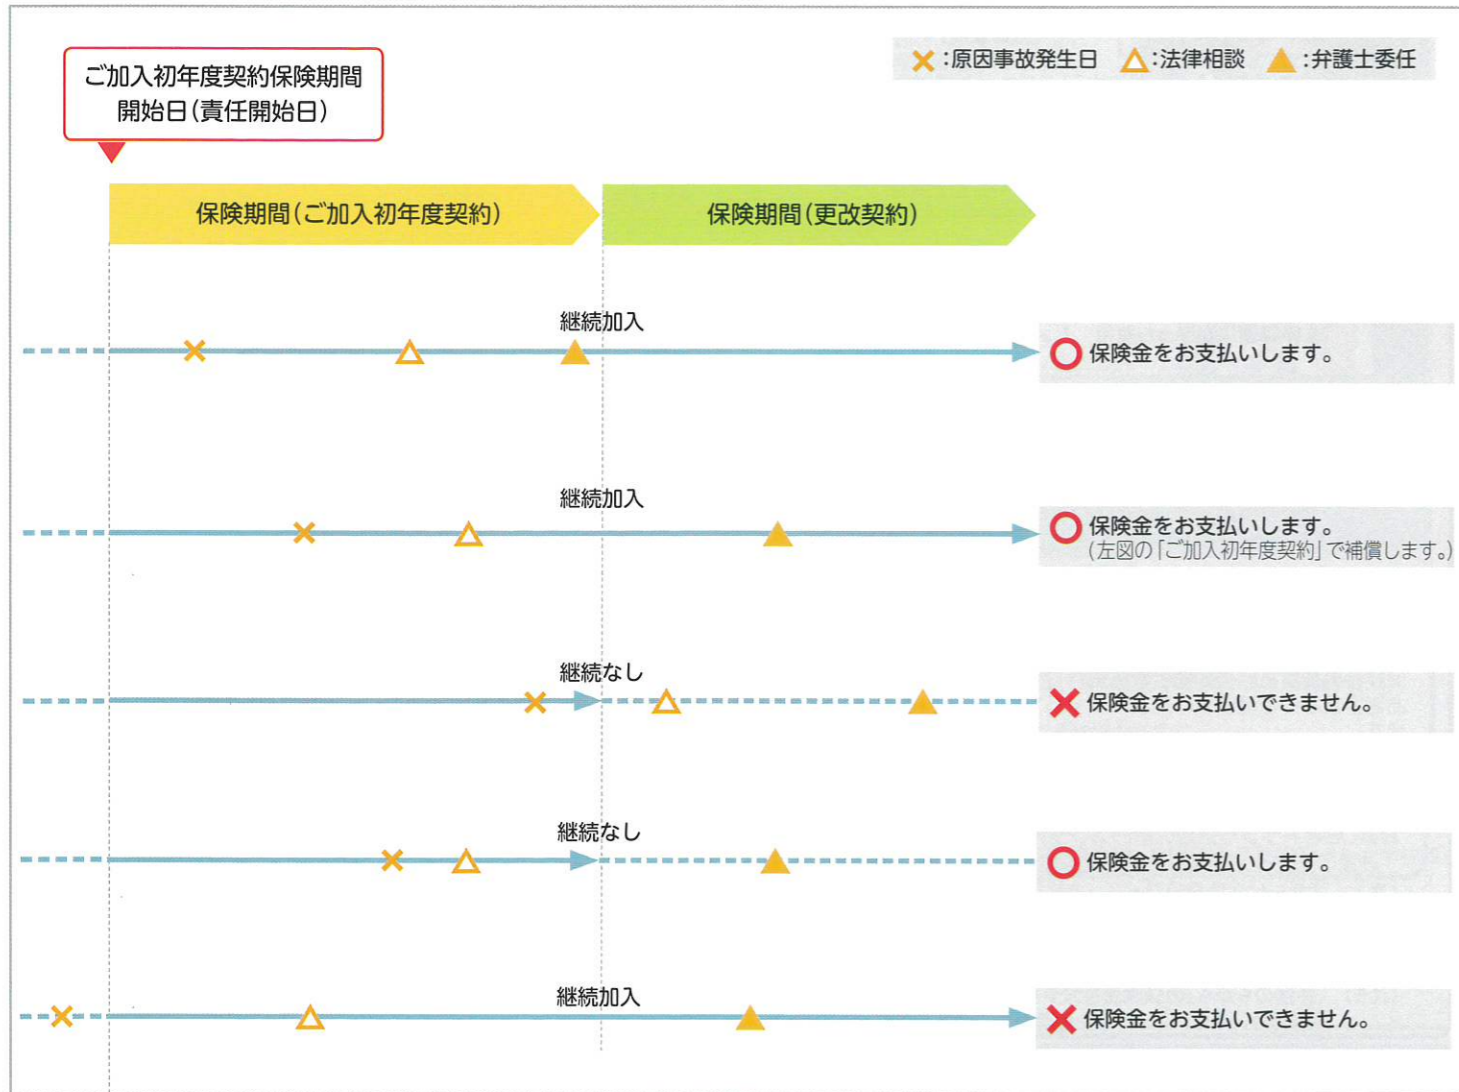 ご加入初年度契約保険期間
開始日(責任開始日)
:原因事故発生日 :法律相談 :弁護士委任
保険期間(ご加入初年度契約)
保険期間(更改契約)
継続加入
保険金をお支払いします。
継続加入
保険金をお支払いします。
(左図の「ご加入初年度契約」で補償します。)
継続なし
保険金をお支払いできません。
継続なし
保険金をお支払いします。
継続加入
保険金をお支払いできません。